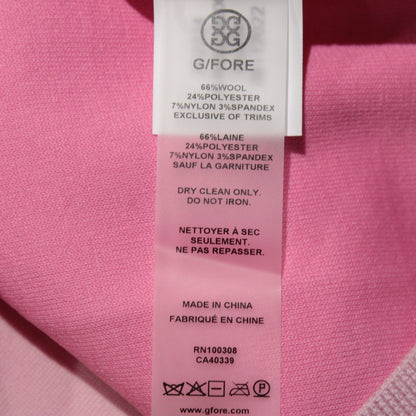 G/FORE
66%WOOL
24%POLYESTER
7%NYLON 3%SPANDEX
EXCLUSIVE OF TRIMS
66%LAINE
24%POLYESTER
7%NYLON 3%SPANDEX
SAUF LA GARNITURE
DRY CLEAN ONLY.
DO NOT IRON.
NETTOYER À SEC
SEULEMENT.
NE PAS REPASSER.
MADE IN CHINA
FABRIQUÉ EN CHINE
RN100308
CA40339
P
www.gfore.com